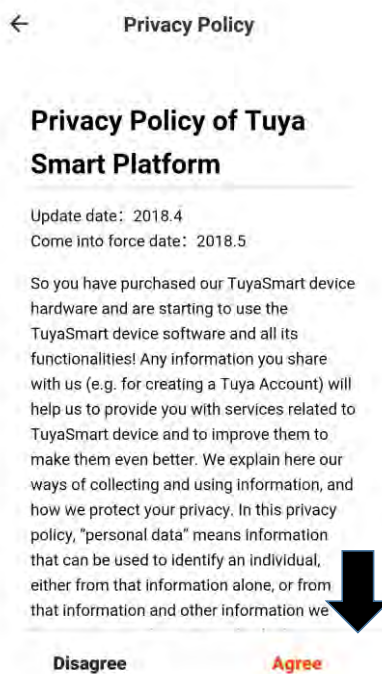 Privacy Policy
Privacy Policy of Tuya
Smart Platform
Update date：2018.4
Come into force date：2018.5
So you have purchased our TuyaSmart device
hardware and are starting to use the
TuyaSmart device software and all its
functionalities! Any information you share
with us (e.g. for creating a Tuya Account) will
help us to provide you with services related to
TuyaSmart device and to improve them to
make them even better. We explain here our
ways of collecting and using information, and
how we protect your privacy. In this privacy
policy, "personal data" means information
that can be used to identify an individual,
either from that information alone, or from
that information and other information we
Disagree Agree